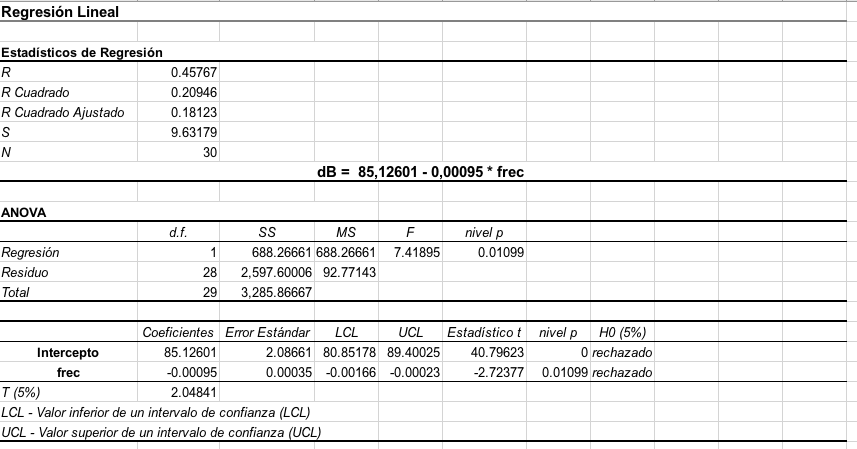 Regresión Lineal
Estadísticos de Regresión
R 0.45767
R Cuadrado 0.20946
R Cuadrado Ajustado 0.18123
S 9.63179
N 30
dB = 85,12601 - 0,00095 * frec
ANOVA
d.f. SS MS F nivel p
Regresión 1 688.26661 688.26661 7.41895 0.01099
Residuo 28 2,597.60006 92.77143
Total 29 3,285.86667
Coeficientes Error Estándar LCL UCL Estadístico t nivel p H0 (5%)
Intercepto 85.12601 2.08661 80.85178 89.40025 40.79623 0 rechazado
frec -0.00095 0.00035 -0.00166 -0.00023 -2.72377 0.01099 rechazado
T (5%) 2.04841
LCL - Valor inferior de un intervalo de confianza (LCL)
UCL - Valor superior de un intervalo de confianza (UCL)